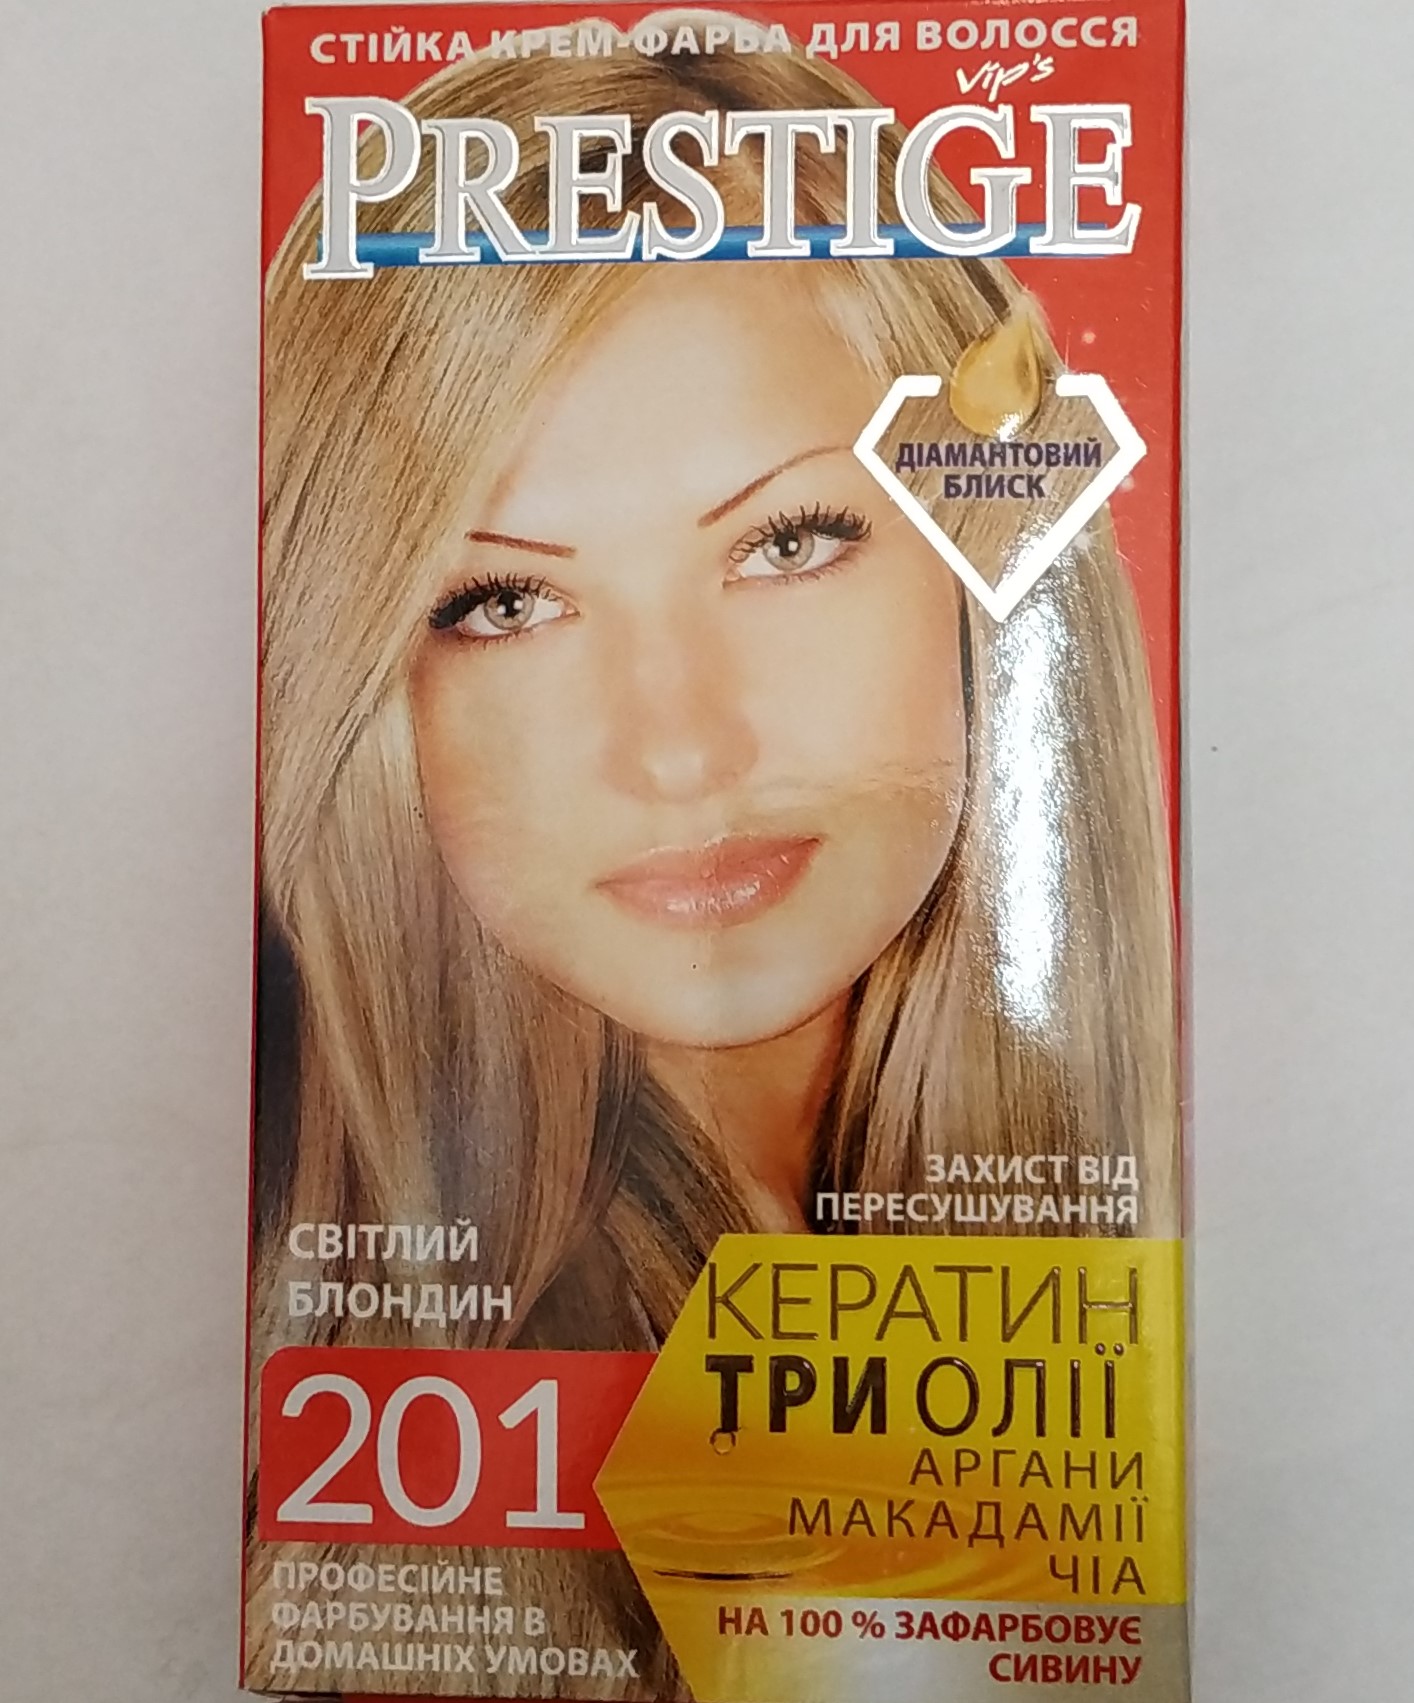 СТІЙКА КРЕМ-ФАРБА ДЛЯ ВОЛОССЯ
Vip's
PRESTIGE
ДІАМАНТОВИЙ
БЛИСК
ЗАХИСТ ВІД
ПЕРЕСУШУВАННЯ
СВІТЛИЙ
БЛОНДИН
КЕРАТИН
ТРИ ОЛІЇ
АРГАНИ
МАКАДАМІЇ
ЧІА
201
ПРОФЕСІЙНЕ
ФАРБУВАННЯ В
ДОМАШНІХ УМОВАХ
НА 100 % ЗАФАРБОВУЄ
СИВИНУ